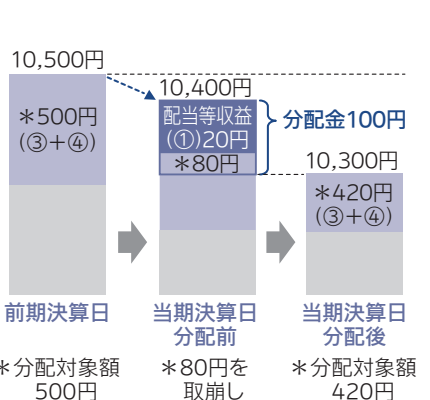 10,500円
＊500円
(③＋④)
前期決算日
＊分配対象額
500円
10,400円
配当等収益
(①)20円
＊80円
分配金100円
当期決算日
分配前
＊80円を
取崩し
10,300円
＊420円
(③＋④)
当期決算日
分配後
＊分配対象額
420円